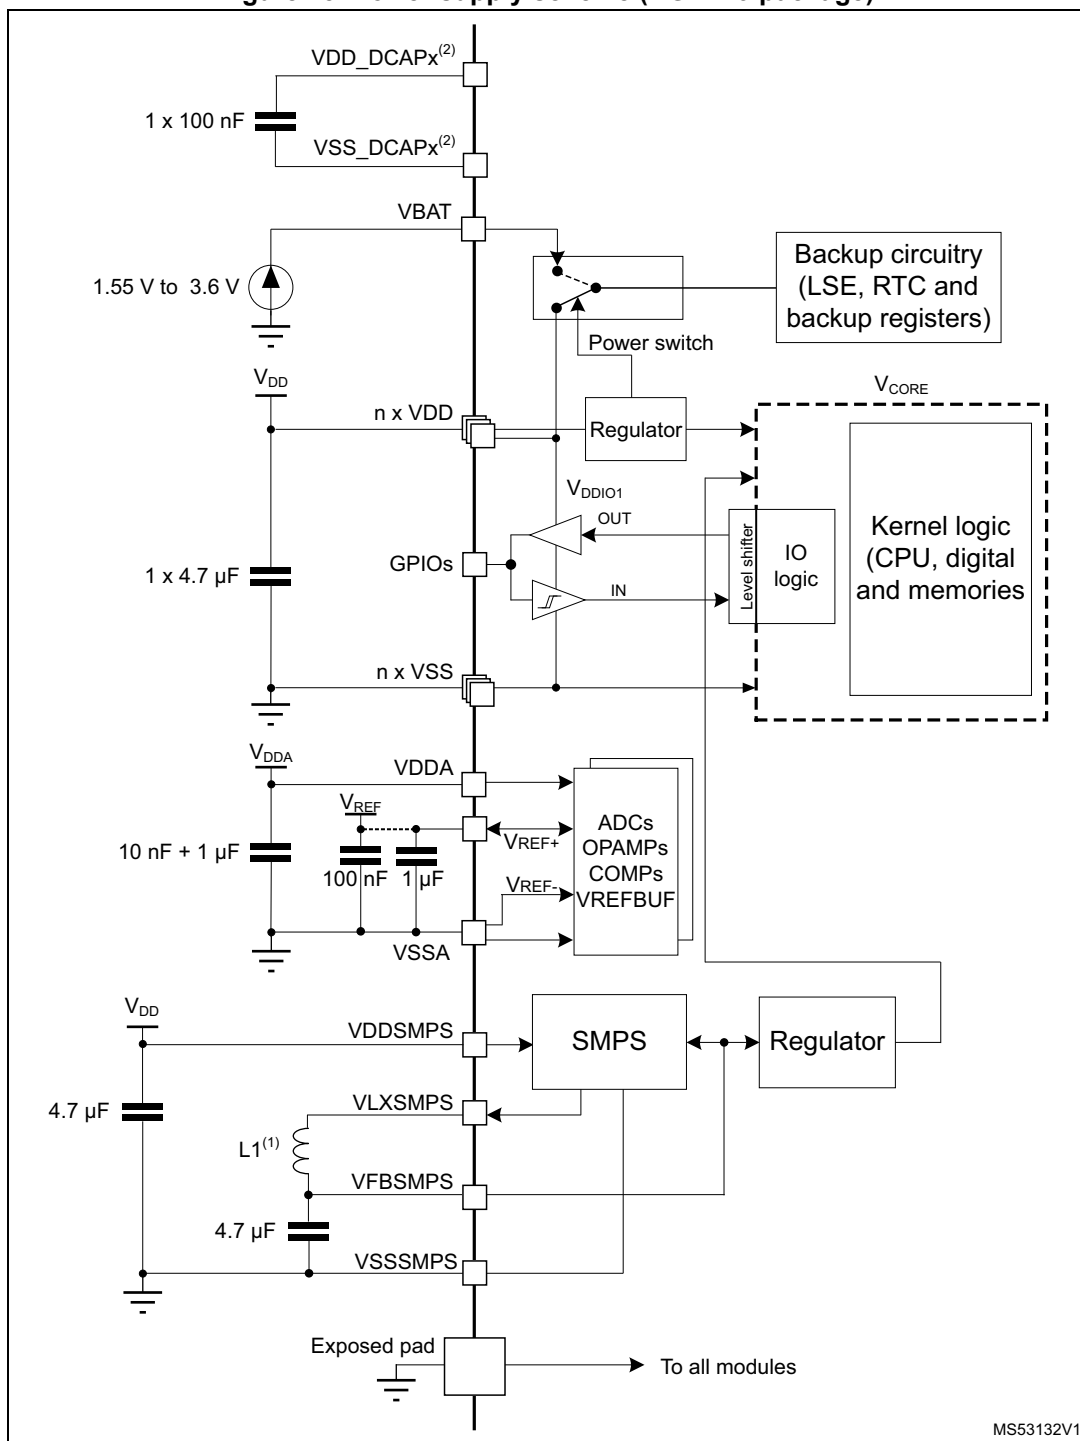 VDD_DCAPx(2)
1 x 100 nF
VSS_DCAPx(2)
VBAT
1.55 V to 3.6 V
Backup circuitry
(LSE, RTC and
backup registers)
Power switch
VDD
n x VDD
Regulator
VCORE
VDDIO1
OUT
GPIOs
IN
Level shifter
IO
logic
Kernel logic
(CPU, digital
and memories
1 x 4.7 µF
n x VSS
VDDA
VDDA
VREF
VREF+
10 nF + 1 µF
100 nF
1 µF
VREF-
ADCs
OPAMPs
COMPs
VREFBUF
VSSA
VDD
VDDSMPS
SMPS
Regulator
4.7 µF
VLXSMPS
L1(1)
VFBSMPS
4.7 µF
VSSSMPS
Exposed pad
To all modules
MS53132V1